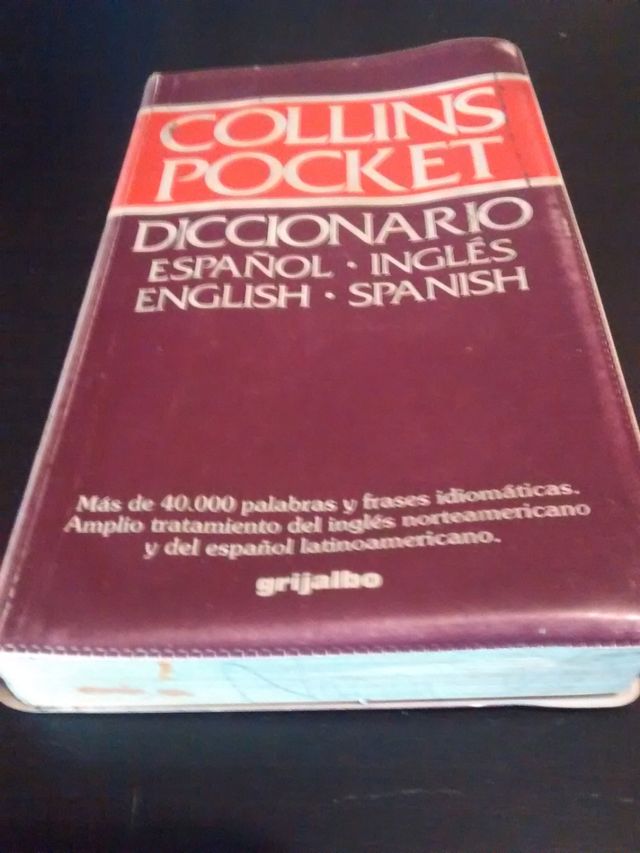 COLLINS
POCKET
DICCIONARIO
ESPAÑOL · INGLÉS
ENGLISH · SPANISH
Más de 40.000 palabras y frases idiomáticas.
Amplio tratamiento del inglés norteamericano
y del español latinoamericano.
grijalbo